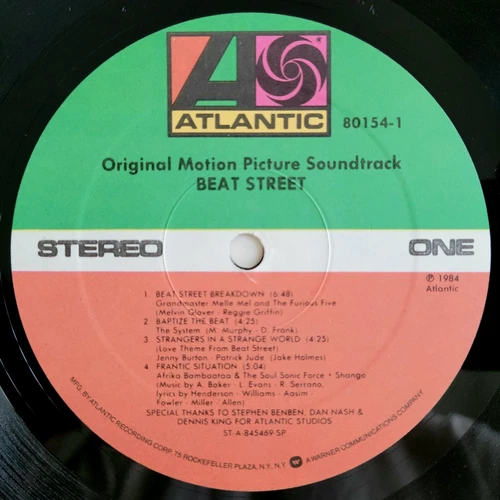 ATLANTIC 80154-1
Original Motion Picture Soundtrack
BEAT STREET
STEREO ONE
℗ 1984
Atlantic
1. BEAT STREET BREAKDOWN (6:48)
Grandmaster Melle Mel and The Furious Five
(Melvin Glover - Reggie Griffin)
2. BAPTIZE THE BEAT (4:25)
The System (M. Murphy - D. Frank)
3. STRANGERS IN A STRANGE WORLD (4:25)
(Love Theme From Beat Street)
Jenny Burton - Patrick Jude (Jake Holmes)
4. FRANTIC SITUATION (5:04)
Afrika Bambaataa & The Soul Sonic Force + Shango
(Music by A. Baker - L. Evans - R. Serrano,
lyrics by Henderson - Williams - Aasim -
Fowler - Miller - Allen)
SPECIAL THANKS TO STEPHEN BENBEN, DAN NASH &
DENNIS KING FOR ATLANTIC STUDIOS
ST-A-845469-SP
MFG. BY ATLANTIC RECORDING CORP. 75 ROCKEFELLER PLAZA, N.Y., N.Y. A WARNER COMMUNICATIONS COMPANY